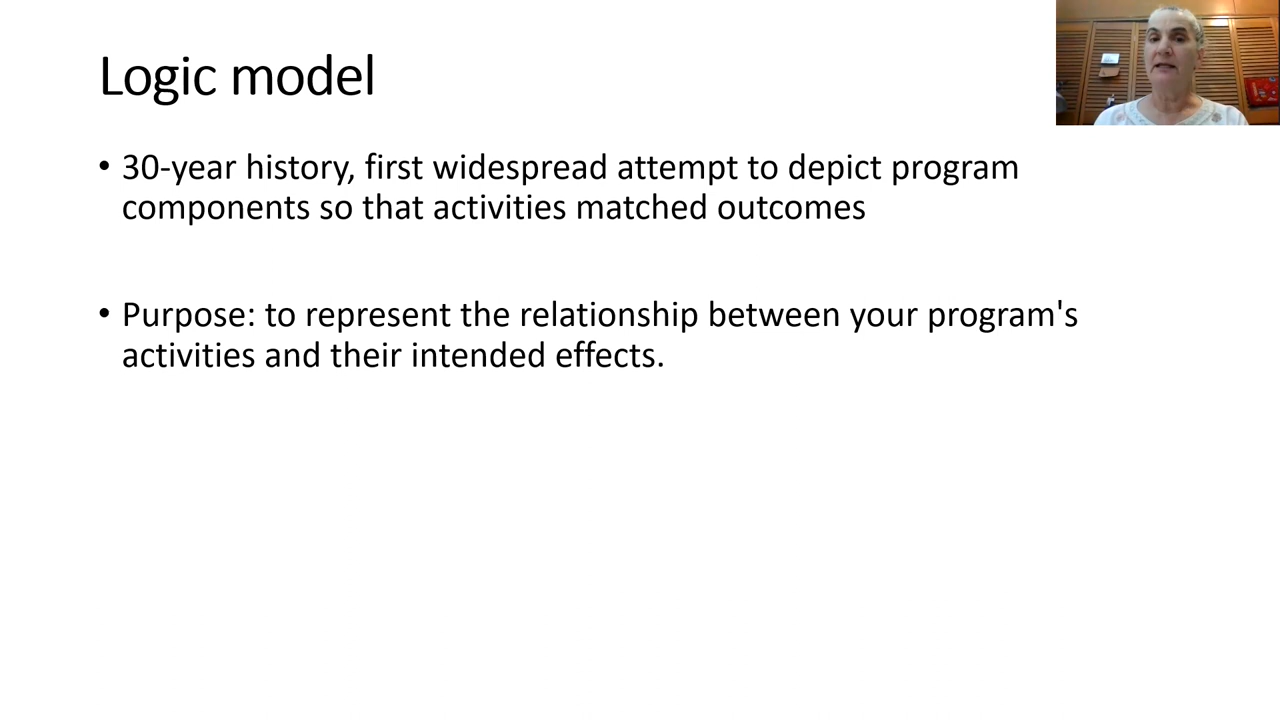 Logic model
• 30-year history, first widespread attempt to depict program
components so that activities matched outcomes
• Purpose: to represent the relationship between your program's
activities and their intended effects.